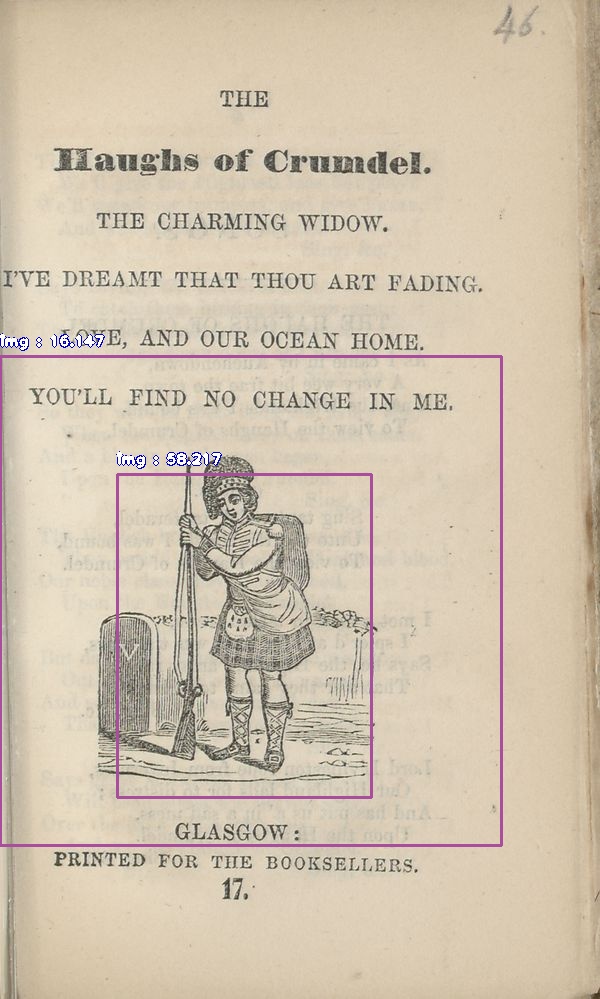 46.
THE
Haughs of Crumdel.
THE CHARMING WIDOW.
I'VE DREAMT THAT THOU ART FADING.
LOVE, AND OUR OCEAN HOME.
img : 16.147
YOU'LL FIND NO CHANGE IN ME.
img : 58.217
V
GLASGOW:
PRINTED FOR THE BOOKSELLERS.
17.